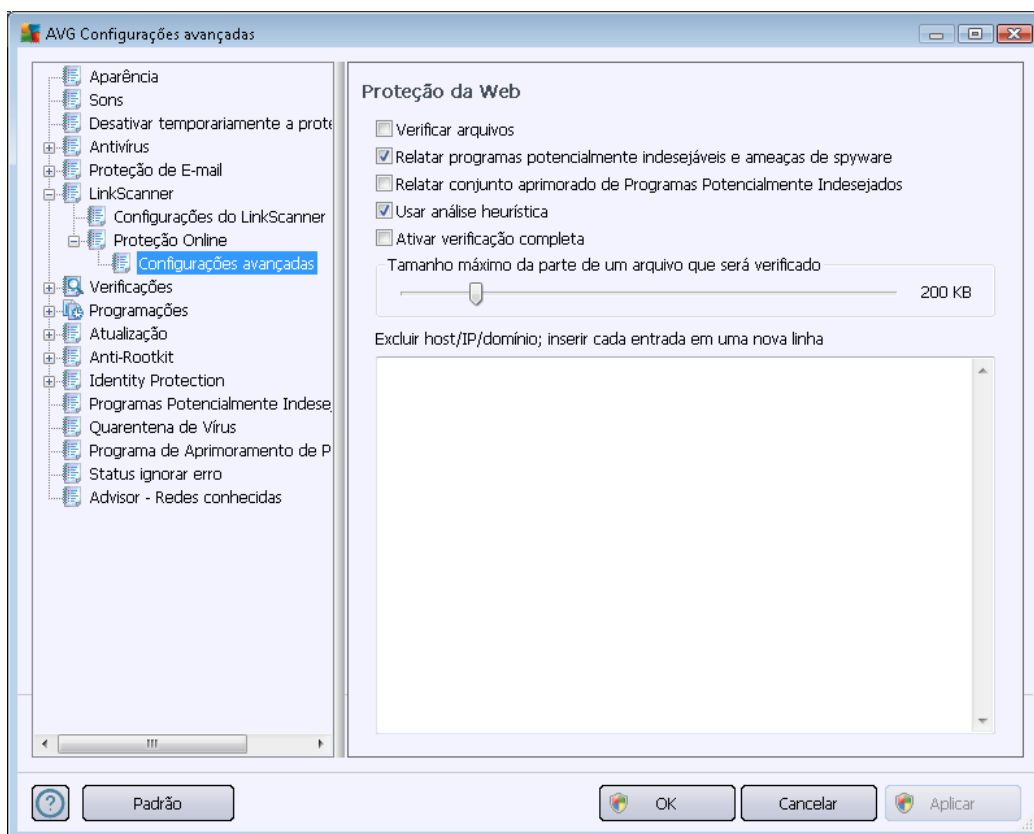 AVG Configurações avançadas
Aparência
Sons
Desativar temporariamente a prote
Antivírus
Proteção de E-mail
LinkScanner
Configurações do LinkScanner
Proteção Online
Configurações avançadas
Verificações
Programações
Atualização
Anti-Rootkit
Identity Protection
Programas Potencialmente Indese
Quarentena de Vírus
Programa de Aprimoramento de P
Status ignorar erro
Advisor - Redes conhecidas
Proteção da Web
Verificar arquivos
Relatar programas potencialmente indesejáveis e ameaças de spyware
Relatar conjunto aprimorado de Programas Potencialmente Indesejados
Usar análise heurística
Ativar verificação completa
Tamanho máximo da parte de um arquivo que será verificado
200 KB
Excluir host/IP/domínio; inserir cada entrada em uma nova linha
Padrão
OK
Cancelar
Aplicar